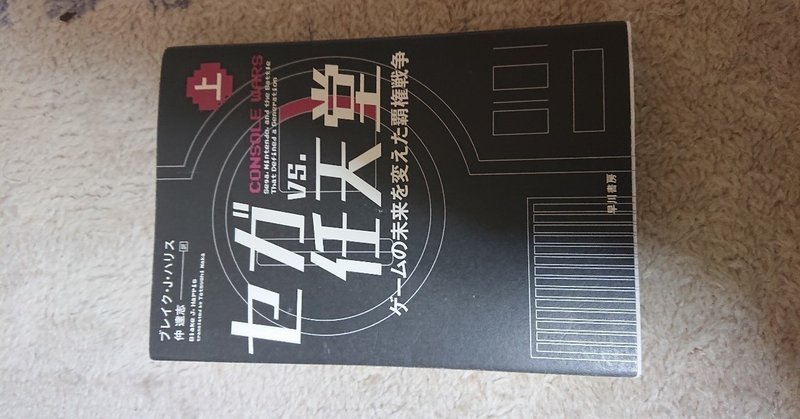 上
CONSOLE WARS
Sega, Nintendo, and the Battle
That Defined a Generation
セガ
vs.
任天堂
ゲームの未来を変えた覇権戦争
ブレイク・J・ハリス
仲 達志 訳
Blake J. Harris
translated by Tatsushi Naka
早川書房